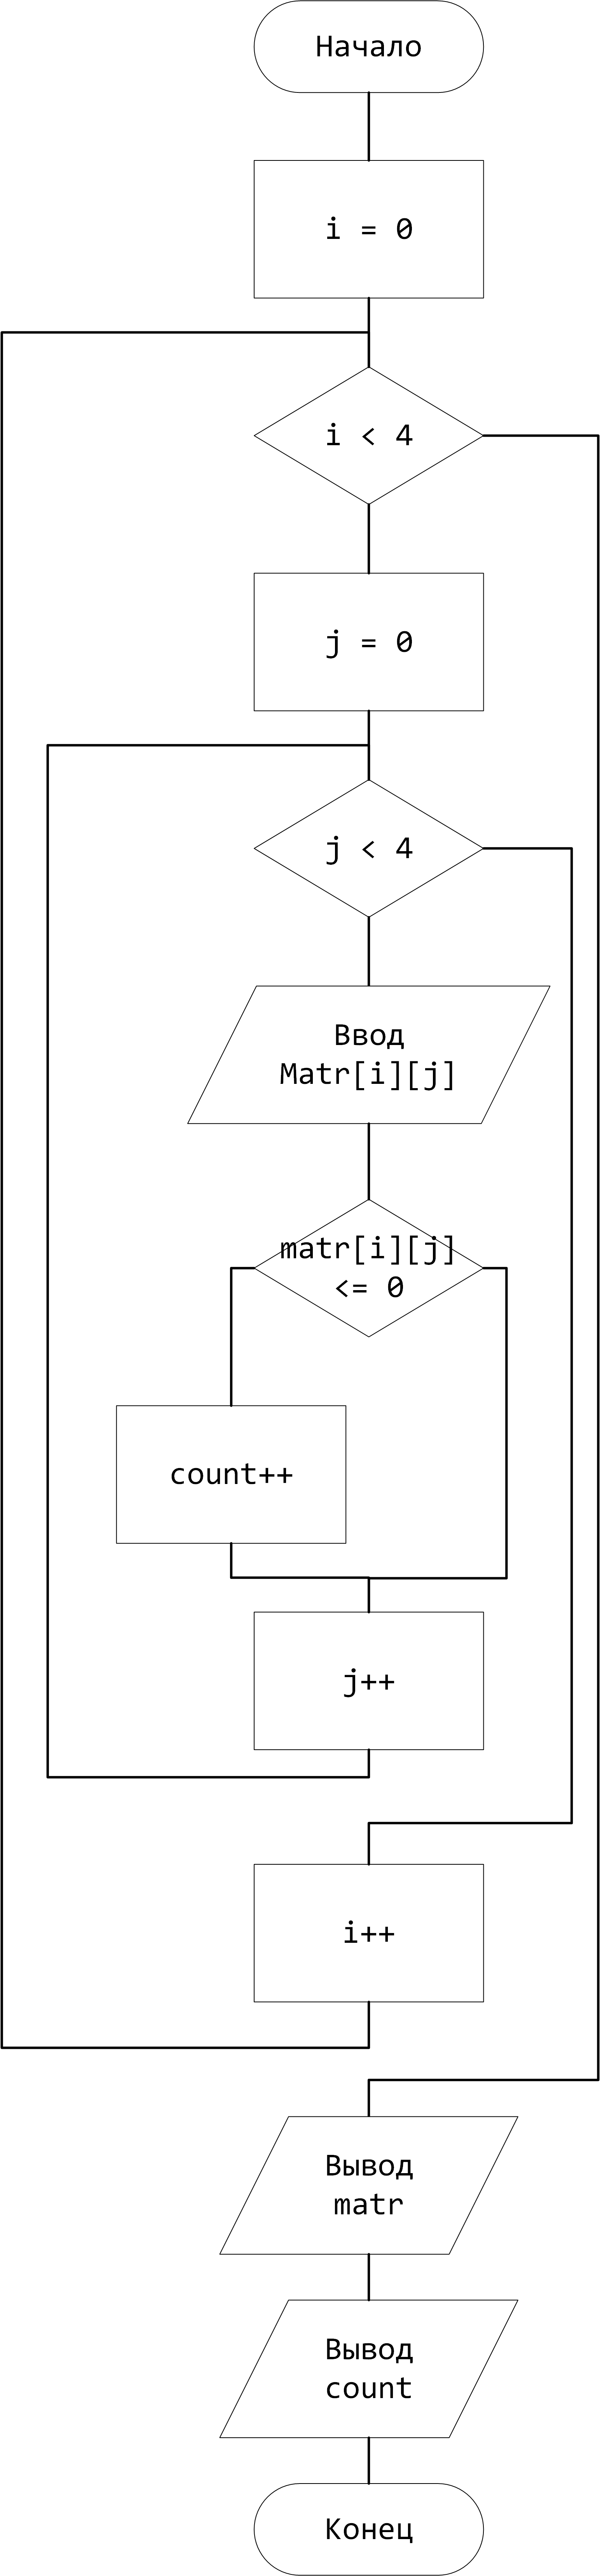 Начало
i = 0
i < 4
j = 0
j < 4
Ввод
Matr[i][j]
matr[i][j]
<= 0
count++
j++
i++
Вывод
matr
Вывод
count
Конец